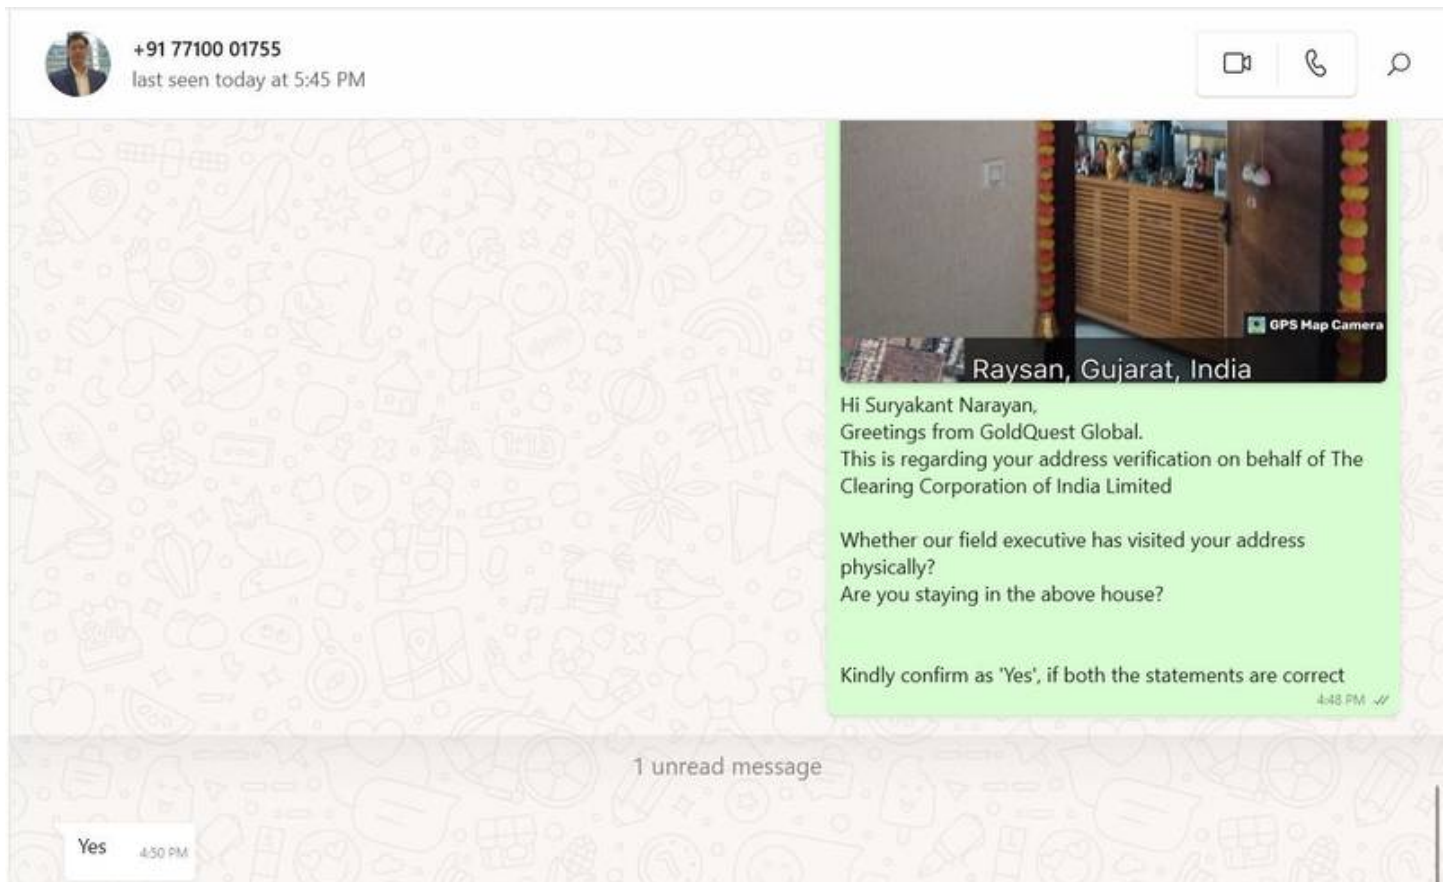 +91 77100 01755
last seen today at 5:45 PM
GPS Map Camera
Raysan, Gujarat, India
Hi Suryakant Narayan,
Greetings from GoldQuest Global.
This is regarding your address verification on behalf of The
Clearing Corporation of India Limited
Whether our field executive has visited your address
physically?
Are you staying in the above house?
Kindly confirm as 'Yes', if both the statements are correct
4:48 PM
1 unread message
Yes
4:50 PM